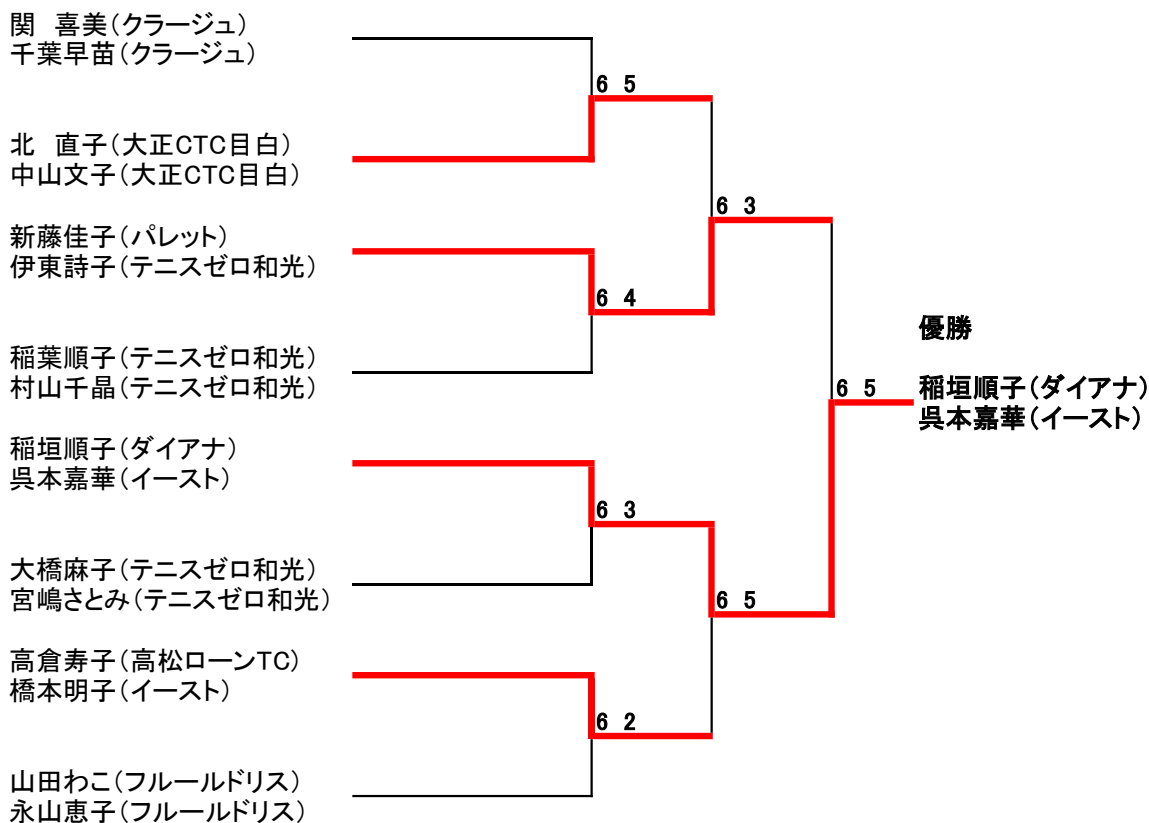 関　喜美（クラージュ）
千葉早苗（クラージュ）
6 5
北　直子（大正CTC目白）
中山文子（大正CTC目白）
6 3
新藤佳子（パレット）
伊東詩子（テニスゼロ和光）
6 4
優勝
稲葉順子（テニスゼロ和光）
村山千晶（テニスゼロ和光）
6 5
稲垣順子（ダイアナ）
呉本嘉華（イースト）
稲垣順子（ダイアナ）
呉本嘉華（イースト）
6 3
大橋麻子（テニスゼロ和光）
宮嶋さとみ（テニスゼロ和光）
6 5
高倉寿子（高松ローンTC）
橋本明子（イースト）
6 2
山田わこ（フルールドリス）
永山恵子（フルールドリス）